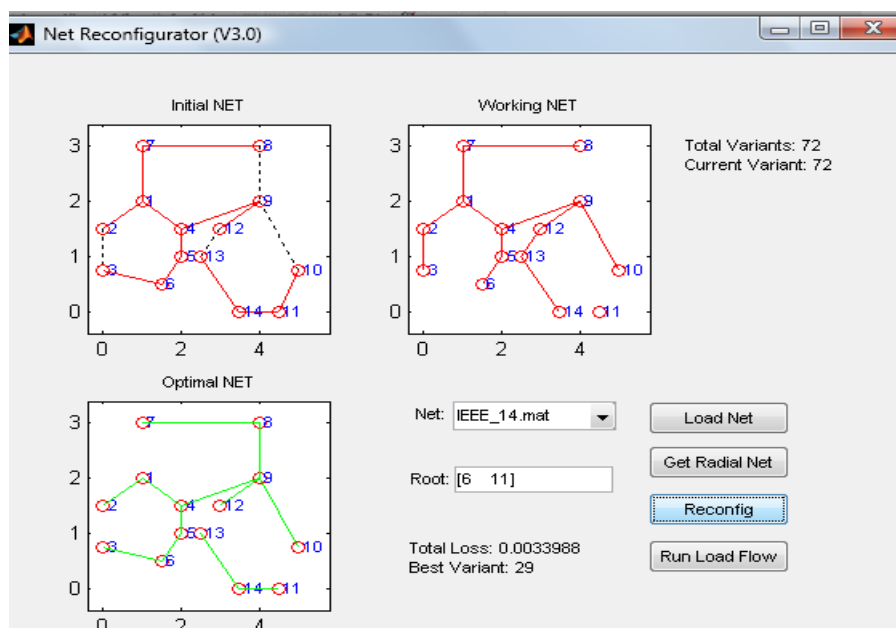 Net Reconfigurator (V3.0)
Initial NET
Working NET
Total Variants: 72
Current Variant: 72
3
2
1
0
0 2 4
7 8 1 9 2 4 12 5 13 3 6 10 14 11
3
2
1
0
0 2 4
7 8 1 9 2 4 12 5 13 3 6 10 14 11
Optimal NET
3
2
1
0
0 2 4
7 8 1 9 2 4 12 5 13 3 6 10 14 11
Net: IEEE_14.mat
Load Net
Get Radial Net
Root: [6 11]
Reconfig
Total Loss: 0.0033988
Best Variant: 29
Run Load Flow